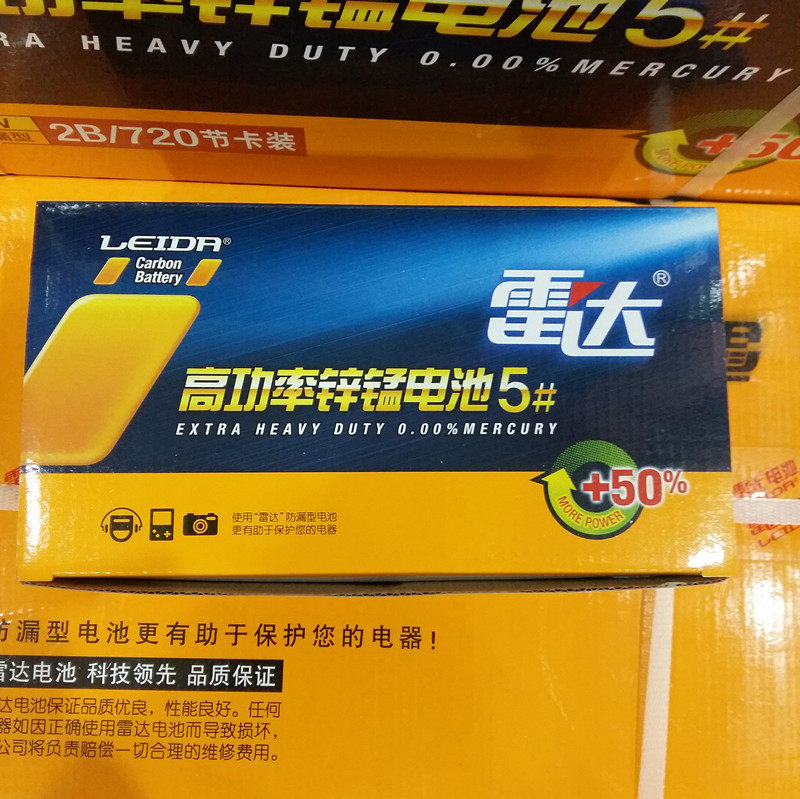 率锌锰电池5#
RA HEAVY DUTY 0.00%MERCURY
2B/720节卡装
+50
LEIDA®
Carbon
Battery
雷达®
高功率锌锰电池5#
EXTRA HEAVY DUTY 0.00%MERCURY
+50%
MORE POWER
使用“雷达”防漏型电池
更有助于保护您的电器
防漏型电池更有助于保护您的电器!
雷达电池 科技领先 品质保证
达电池保证品质优良，性能良好。任何
器如因正确使用雷达电池而导致损坏，
公司将负责赔偿一切合理的维修费用。